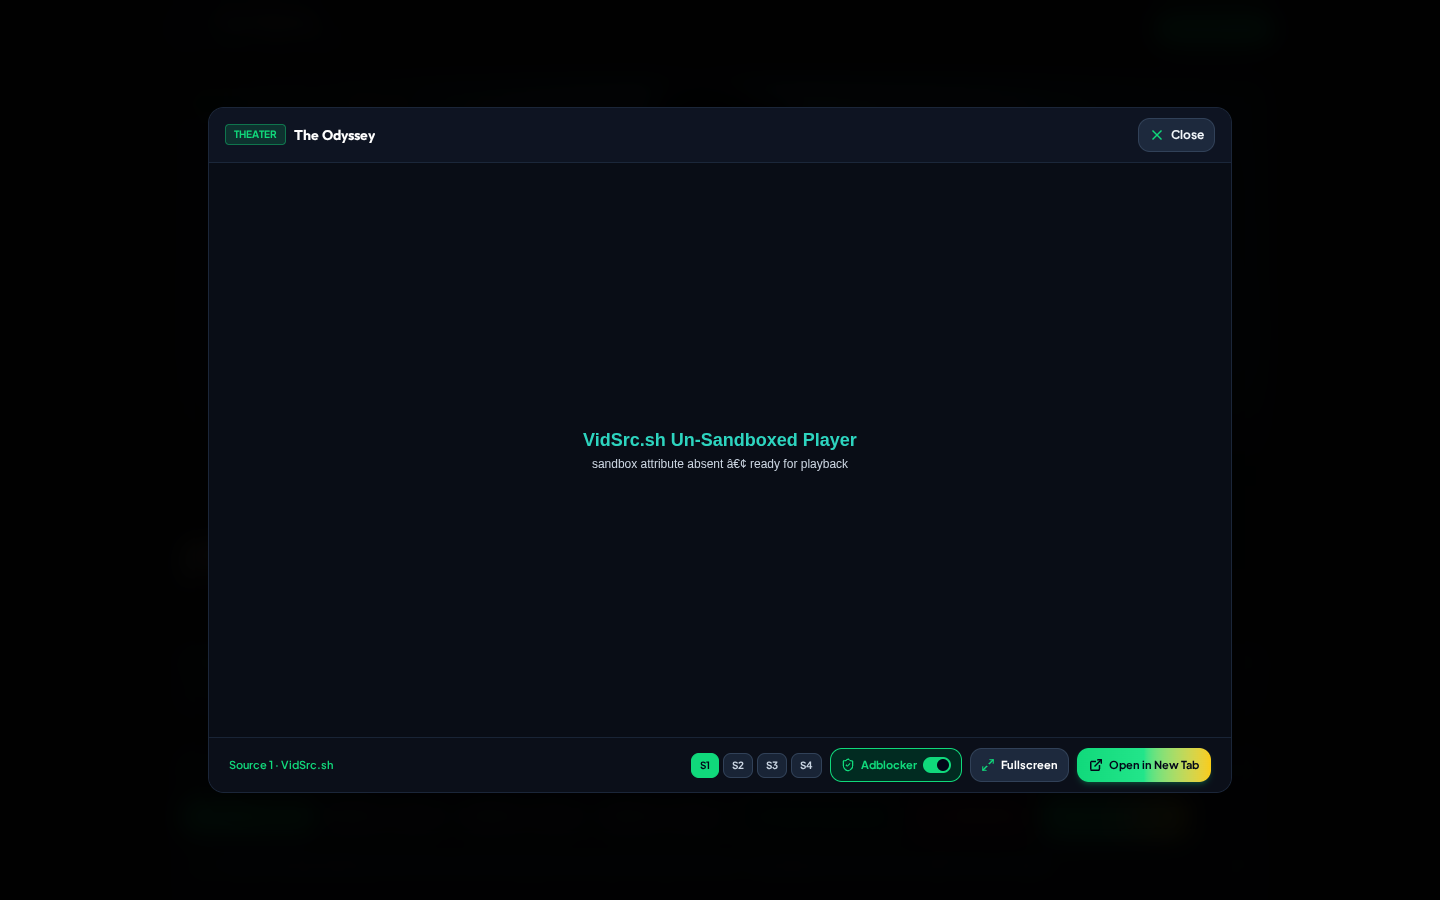 THEATER The Odyssey
Close
VidSrc.sh Un-Sandboxed Player
sandbox attribute absent • ready for playback
Source 1 · VidSrc.sh
S1 S2 S3 S4 Adblocker Fullscreen Open in New Tab